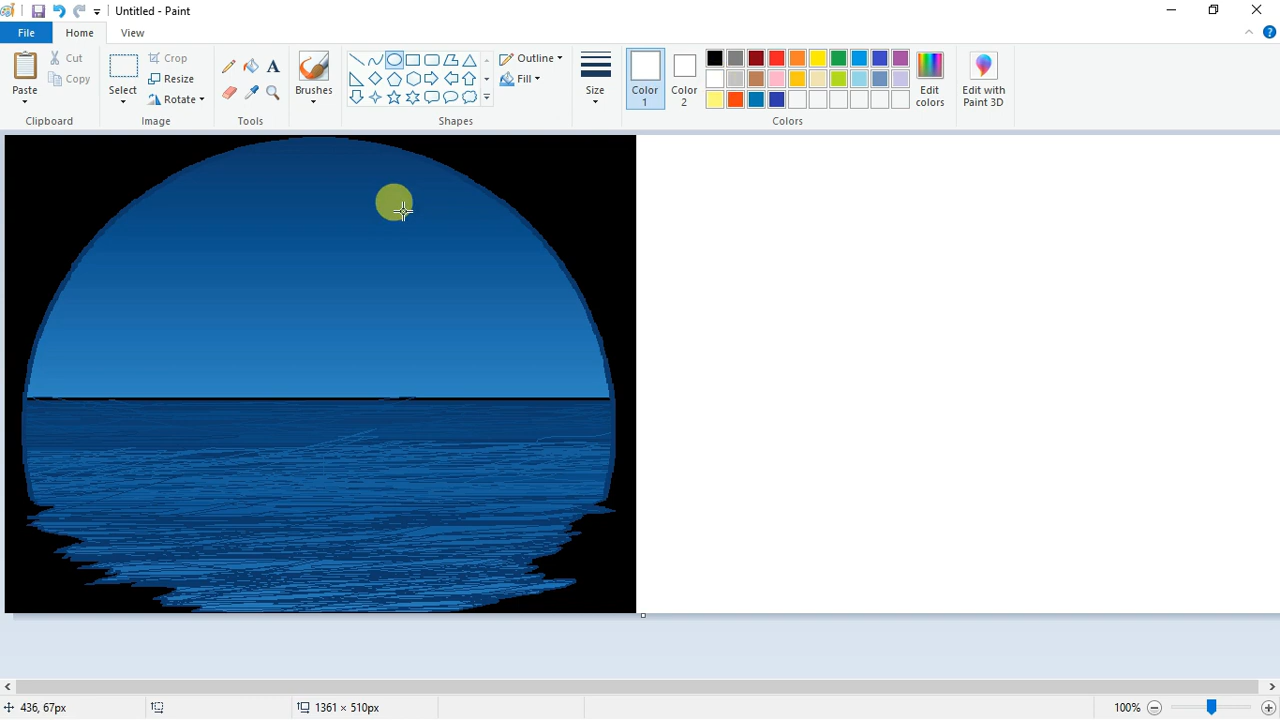 Untitled - Paint
File
Home
View
Paste
Cut
Copy
Clipboard
Select
Crop
Resize
Rotate
Image
A
Tools
Brushes
Outline
Fill
Shapes
Size
Color
1
Color
2
Edit
colors
Colors
Edit with
Paint 3D
436, 67px
1361 × 510px
100%